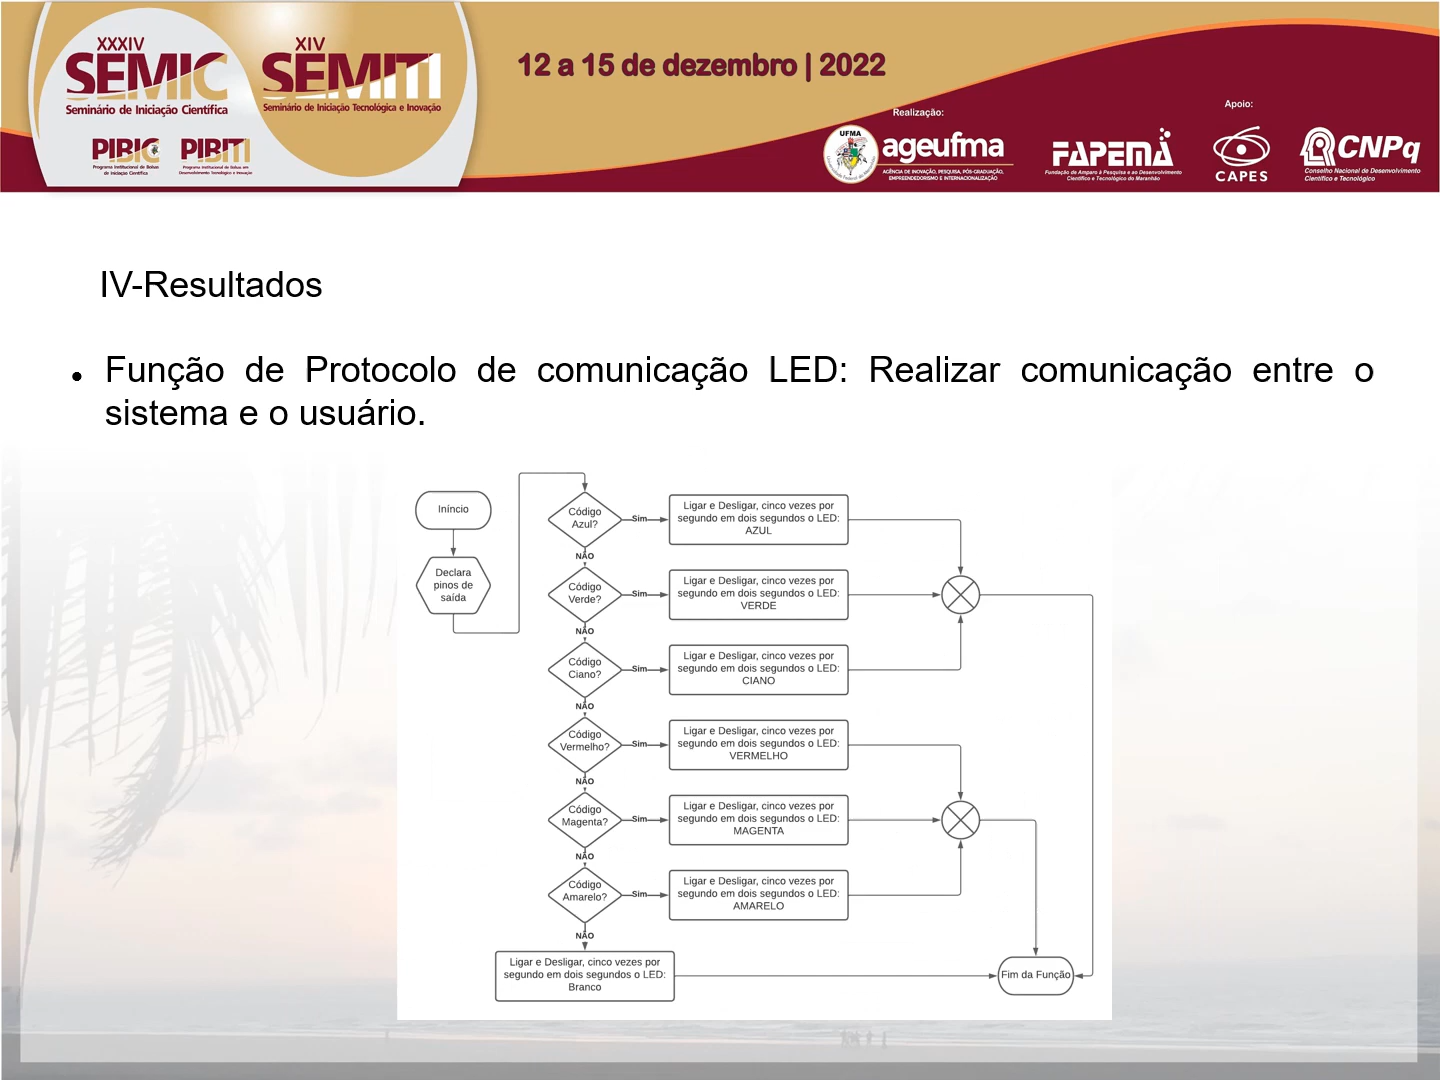 XXXIV
SEMIC
Seminário de Iniciação Científica
XIV
SEMITI
Seminário de Iniciação Tecnológica e Inovação
PIBIC
Programa Institucional de Bolsas
de Iniciação Científica
PIBITI
Programa Institucional de Bolsas em
Desenvolvimento Tecnológico e Inovação
12 a 15 de dezembro | 2022
Realização:
UFMA
ageufma
AGÊNCIA DE INOVAÇÃO, PESQUISA, PÓS-GRADUAÇÃO,
EMPREENDEDORISMO E INTERNACIONALIZAÇÃO
Apoio:
FAPEMA
Fundação de Amparo à Pesquisa e ao Desenvolvimento
Científico e Tecnológico do Maranhão
CAPES
CNPq
Conselho Nacional de Desenvolvimento
Científico e Tecnológico
IV-Resultados
Função de Protocolo de comunicação LED: Realizar comunicação entre o
sistema e o usuário.
Iníncio
Declara
pinos de
saída
Código
Azul?
Sim
Ligar e Desligar, cinco vezes por
segundo em dois segundos o LED:
AZUL
NÃO
Código
Verde?
Sim
Ligar e Desligar, cinco vezes por
segundo em dois segundos o LED:
VERDE
NÃO
Código
Ciano?
Sim
Ligar e Desligar, cinco vezes por
segundo em dois segundos o LED:
CIANO
NÃO
Código
Vermelho?
Sim
Ligar e Desligar, cinco vezes por
segundo em dois segundos o LED:
VERMELHO
NÃO
Código
Magenta?
Sim
Ligar e Desligar, cinco vezes por
segundo em dois segundos o LED:
MAGENTA
NÃO
Código
Amarelo?
Sim
Ligar e Desligar, cinco vezes por
segundo em dois segundos o LED:
AMARELO
NÃO
Ligar e Desligar, cinco vezes por
segundo em dois segundos o LED:
Branco
Fim da Função